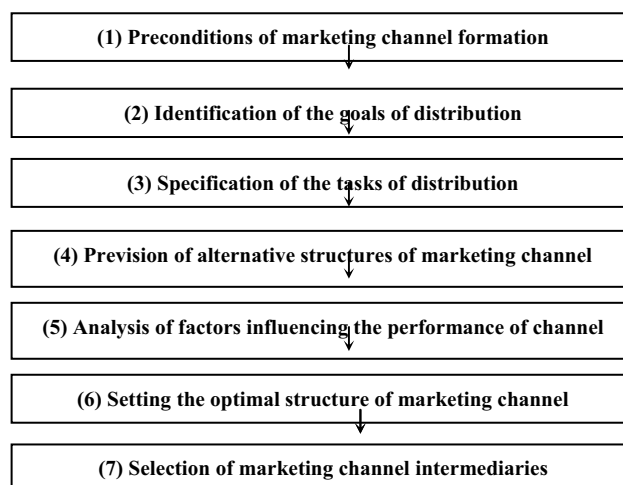 (1) Preconditions of marketing channel formation
(2) Identification of the goals of distribution
(3) Specification of the tasks of distribution
(4) Prevision of alternative structures of marketing channel
(5) Analysis of factors influencing the performance of channel
(6) Setting the optimal structure of marketing channel
(7) Selection of marketing channel intermediaries